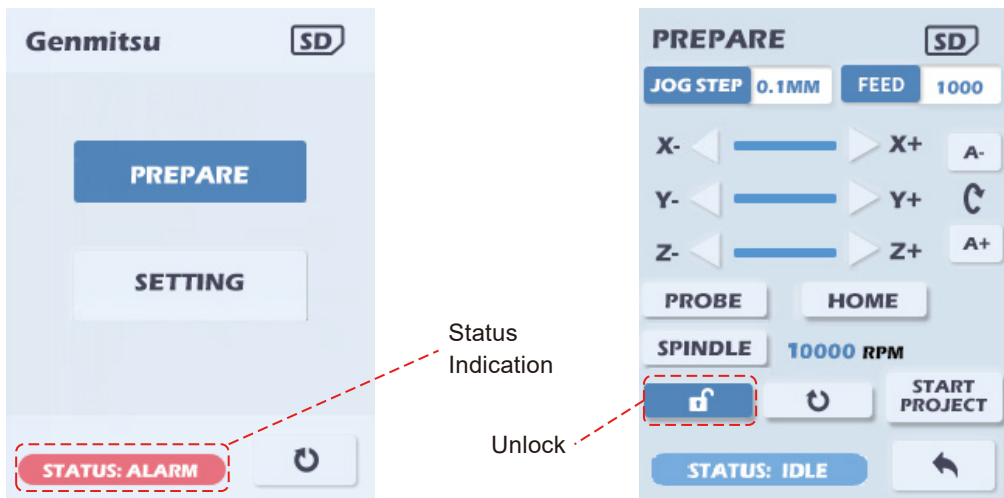 Genmitsu
SD
PREPARE
SETTING
STATUS: ALARM
Status
Indication
PREPARE
SD
JOG STEP 0.1MM FEED 1000
X- X+ A-
Y- Y+
Z- Z+ A+
PROBE HOME
SPINDLE 10000 RPM
START
PROJECT
Unlock
STATUS: IDLE